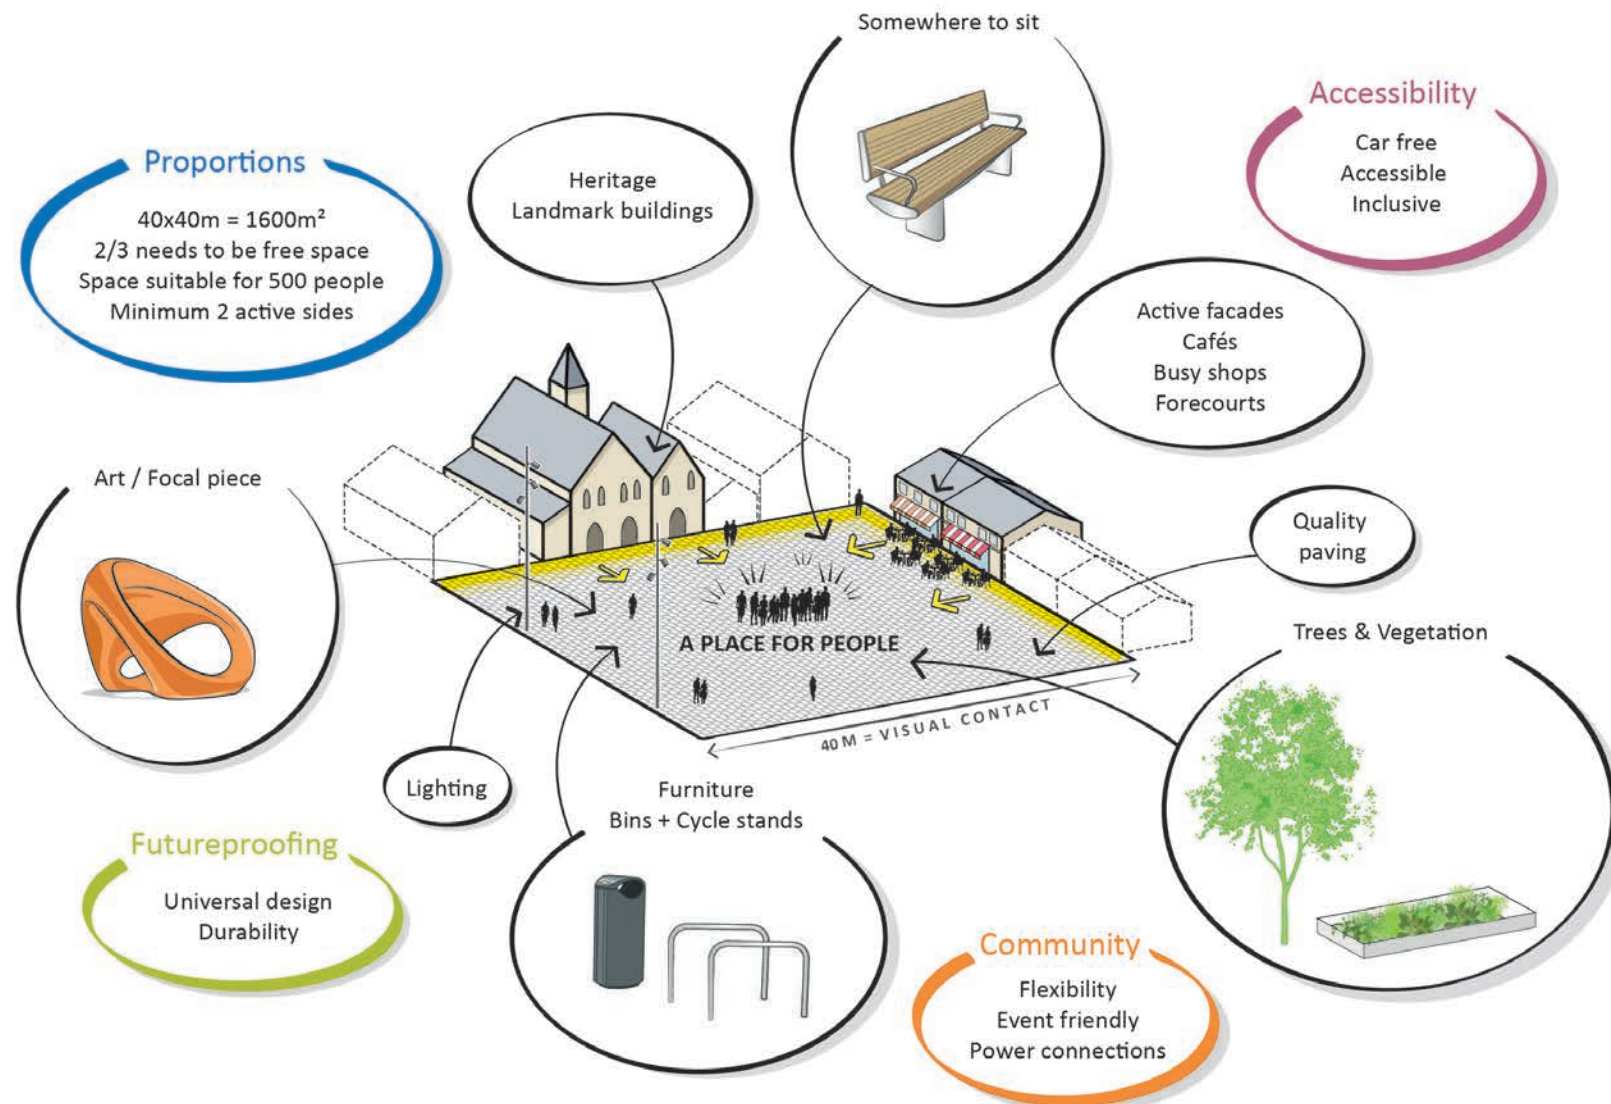 Somewhere to sit
Accessibility
Car free
Accessible
Inclusive
Proportions
40x40m = 1600m²
2/3 needs to be free space
Space suitable for 500 people
Minimum 2 active sides
Heritage
Landmark buildings
Active facades
Cafés
Busy shops
Forecourts
Art / Focal piece
Quality
paving
A PLACE FOR PEOPLE
Trees & Vegetation
40 M = VISUAL CONTACT
Lighting
Furniture
Bins + Cycle stands
Futureproofing
Universal design
Durability
Community
Flexibility
Event friendly
Power connections